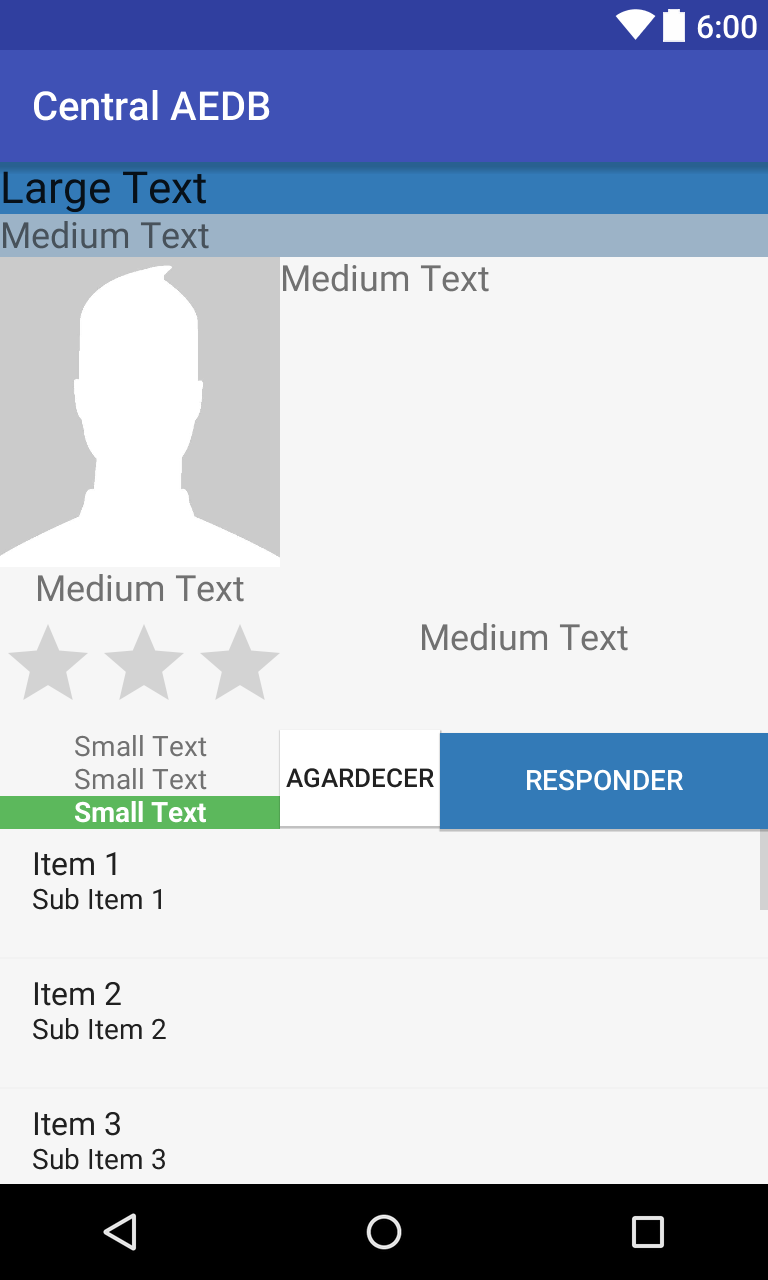 6:00
Central AEDB
Large Text
Medium Text
Medium Text
Medium Text
Medium Text
Small Text
Small Text
Small Text
AGARDECER
RESPONDER
Item 1
Sub Item 1
Item 2
Sub Item 2
Item 3
Sub Item 3